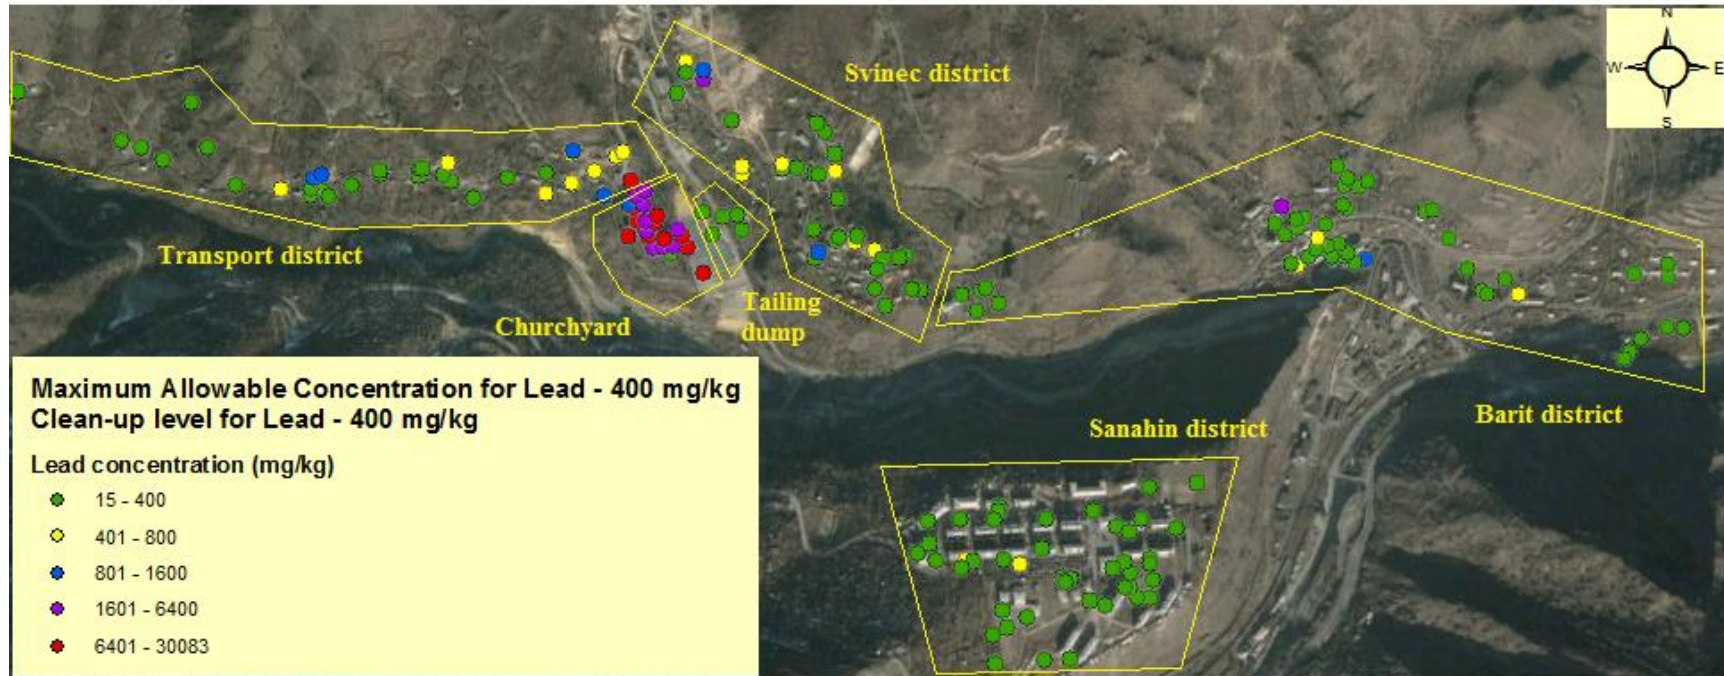 N
W
E
S
Svinec district
Transport district
Churchyard
Tailing
dump
Barit district
Sanahin district
Maximum Allowable Concentration for Lead - 400 mg/kg
Clean-up level for Lead - 400 mg/kg
Lead concentration (mg/kg)
15 - 400
401 - 800
801 - 1600
1601 - 6400
6401 - 30083